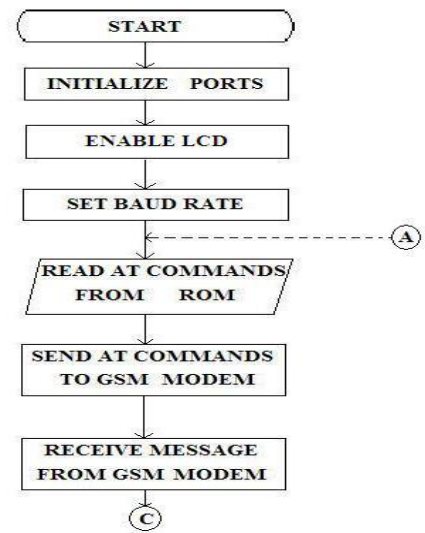 START
INITIALIZE PORTS
ENABLE LCD
SET BAUD RATE
A
READ AT COMMANDS
FROM ROM
SEND AT COMMANDS
TO GSM MODEM
RECEIVE MESSAGE
FROM GSM MODEM
C